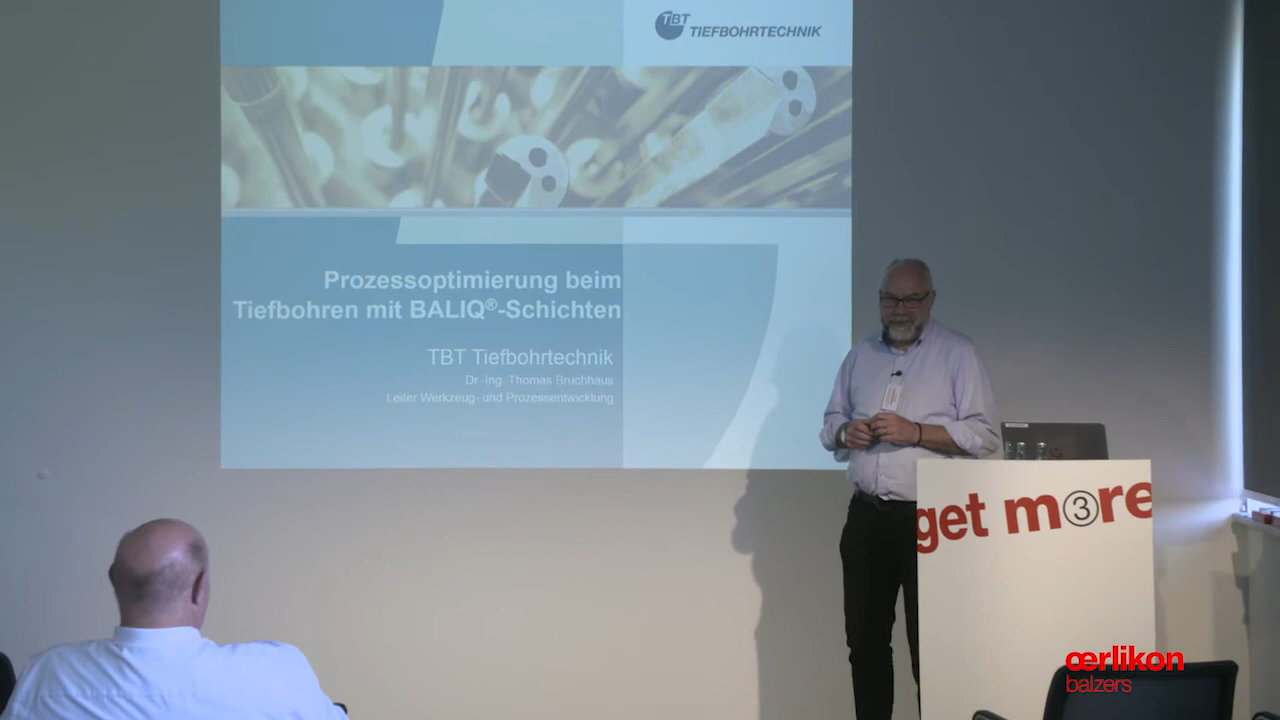 TBT TIEFBOHRTECHNIK
Prozessoptimierung beim
Tiefbohren mit BALIQ®-Schichten
TBT Tiefbohrtechnik
Dr.-Ing. Thomas Bruchhaus
Leiter Werkzeug- und Prozessentwicklung
get m③re
œrlikon
balzers